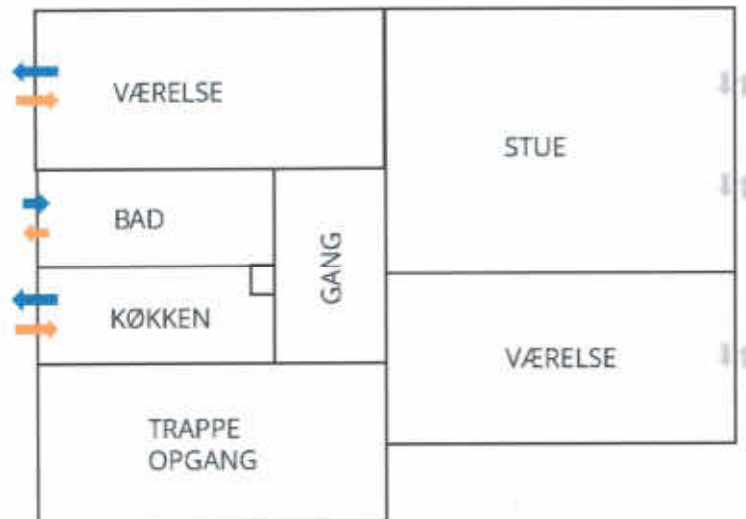 VÆRELSE
STUE
BAD
GANG
KØKKEN
VÆRELSE
TRAPPE
OPGANG